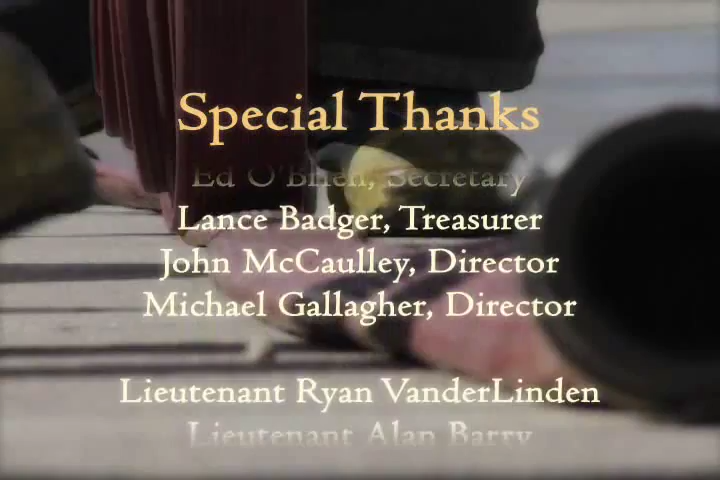 Special Thanks
Ed O'Brien, Secretary
Lance Badger, Treasurer
John McCaulley, Director
Michael Gallagher, Director
Lieutenant Ryan VanderLinden
Lieutenant Alan Barry